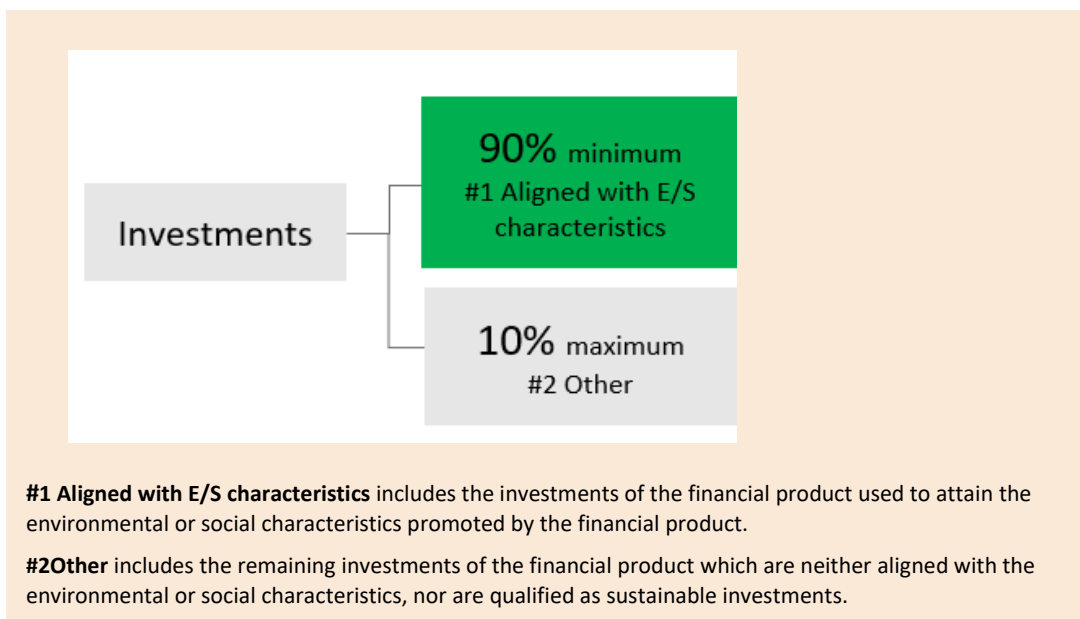 90% minimum
#1 Aligned with E/S
characteristics
Investments
10% maximum
#2 Other
#1 Aligned with E/S characteristics includes the investments of the financial product used to attain the
environmental or social characteristics promoted by the financial product.
#2Other includes the remaining investments of the financial product which are neither aligned with the
environmental or social characteristics, nor are qualified as sustainable investments.